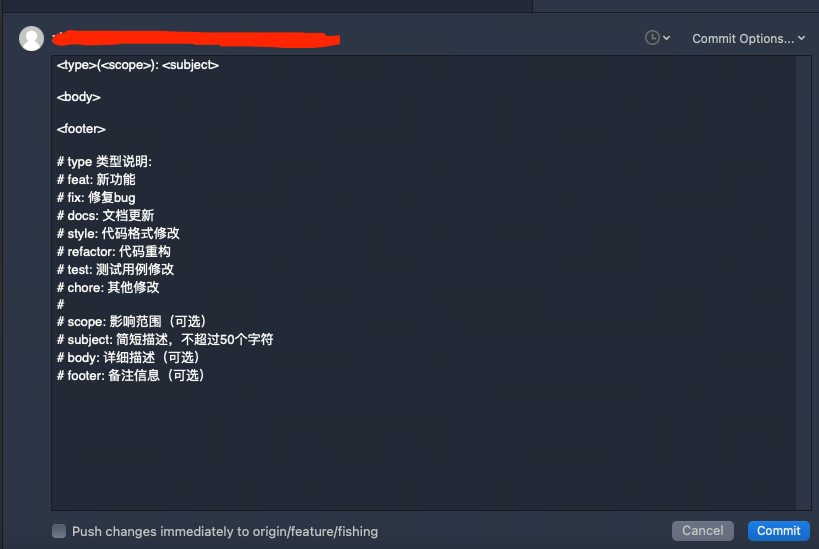 Commit Options...
<type>(<scope>): <subject>
<body>
<footer>
# type 类型说明:
# feat: 新功能
# fix: 修复bug
# docs: 文档更新
# style: 代码格式修改
# refactor: 代码重构
# test: 测试用例修改
# chore: 其他修改
#
# scope: 影响范围（可选）
# subject: 简短描述，不超过50个字符
# body: 详细描述（可选）
# footer: 备注信息（可选）
Push changes immediately to origin/feature/fishing
Cancel
Commit